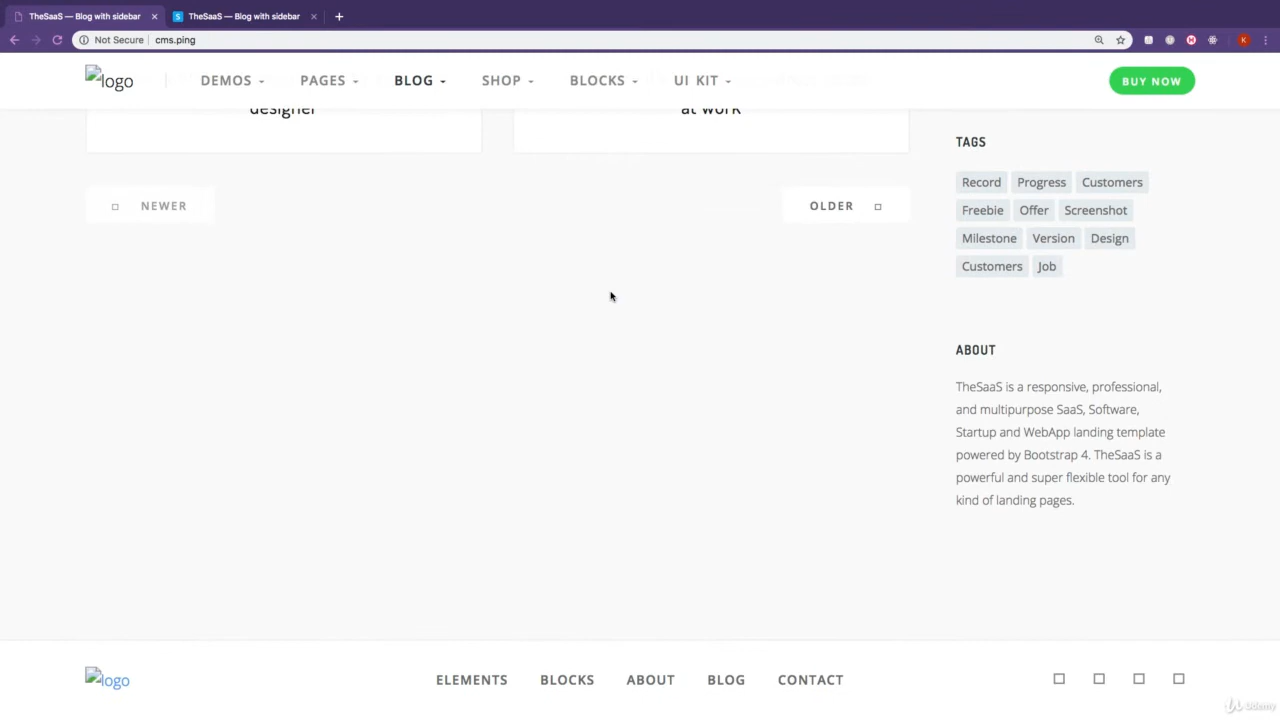 TheSaaS — Blog with sidebar
TheSaaS — Blog with sidebar
Not Secure
cms.ping
K
logo
DEMOS
PAGES
BLOG
SHOP
BLOCKS
UI KIT
BUY NOW
designer
at work
NEWER
OLDER
TAGS
Record Progress Customers
Freebie Offer Screenshot
Milestone Version Design
Customers Job
ABOUT
TheSaaS is a responsive, professional,
and multipurpose SaaS, Software,
Startup and WebApp landing template
powered by Bootstrap 4. TheSaaS is a
powerful and super flexible tool for any
kind of landing pages.
logo
ELEMENTS
BLOCKS
ABOUT
BLOG
CONTACT
Udemy